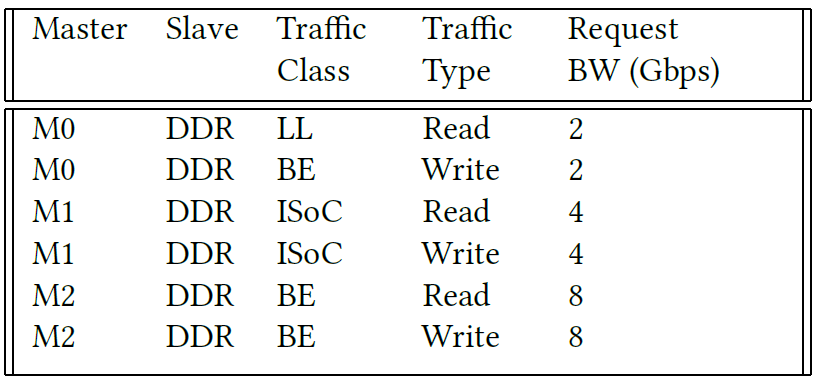 Master Slave Traffic Traffic Request
Class Type BW (Gbps)
M0 DDR LL Read 2
M0 DDR BE Write 2
M1 DDR ISoC Read 4
M1 DDR ISoC Write 4
M2 DDR BE Read 8
M2 DDR BE Write 8